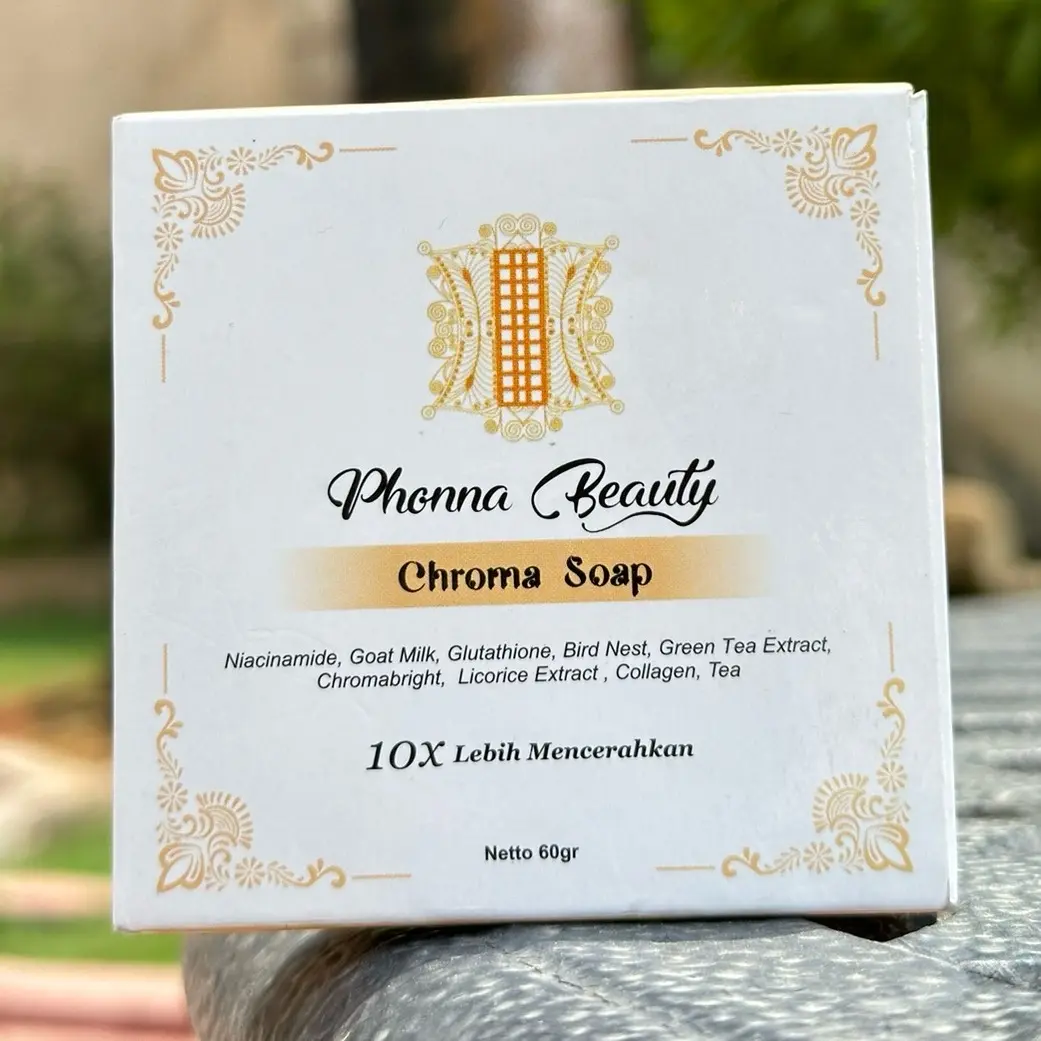 Phonna Beauty
Chroma Soap
Niacinamide, Goat Milk, Glutathione, Bird Nest, Green Tea Extract,
Chromabright, Licorice Extract , Collagen, Tea
10X Lebih Mencerahkan
Netto 60gr